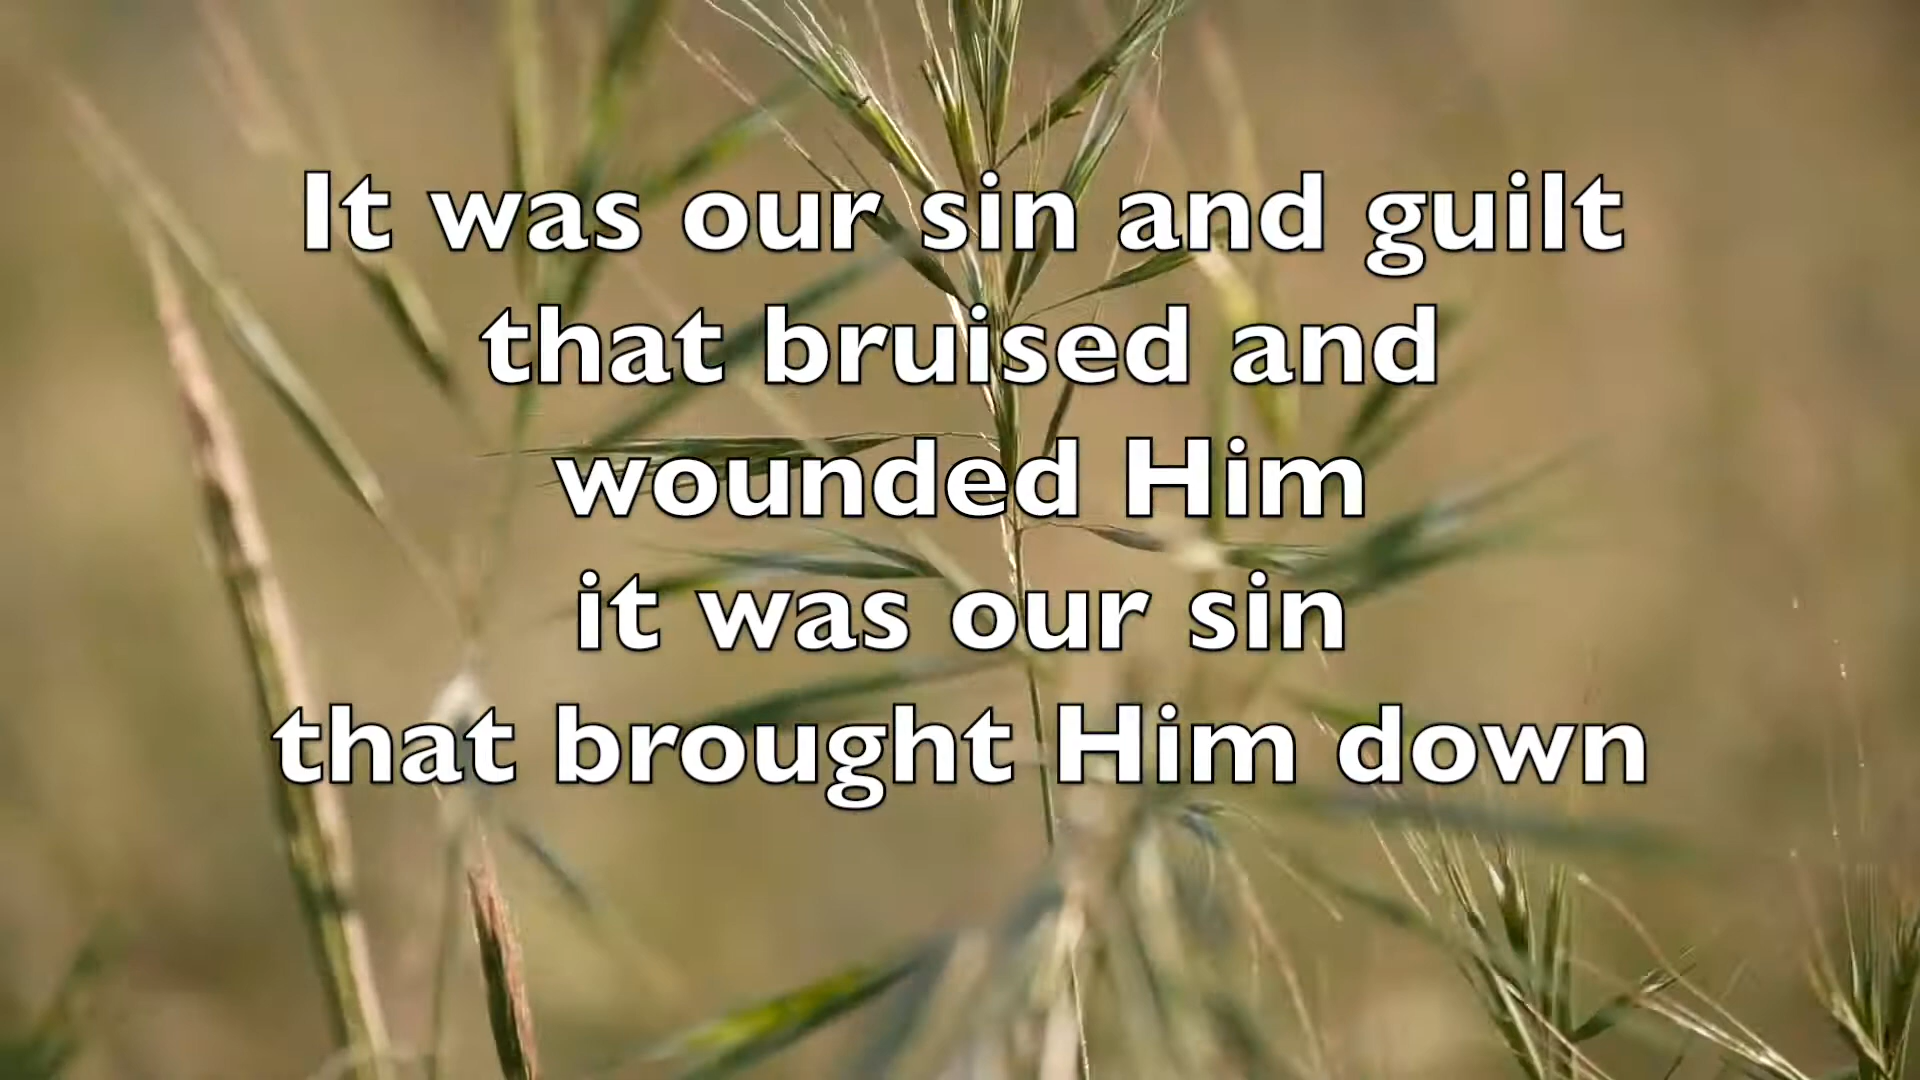 It was our sin and guilt
that bruised and
wounded Him
it was our sin
that brought Him down